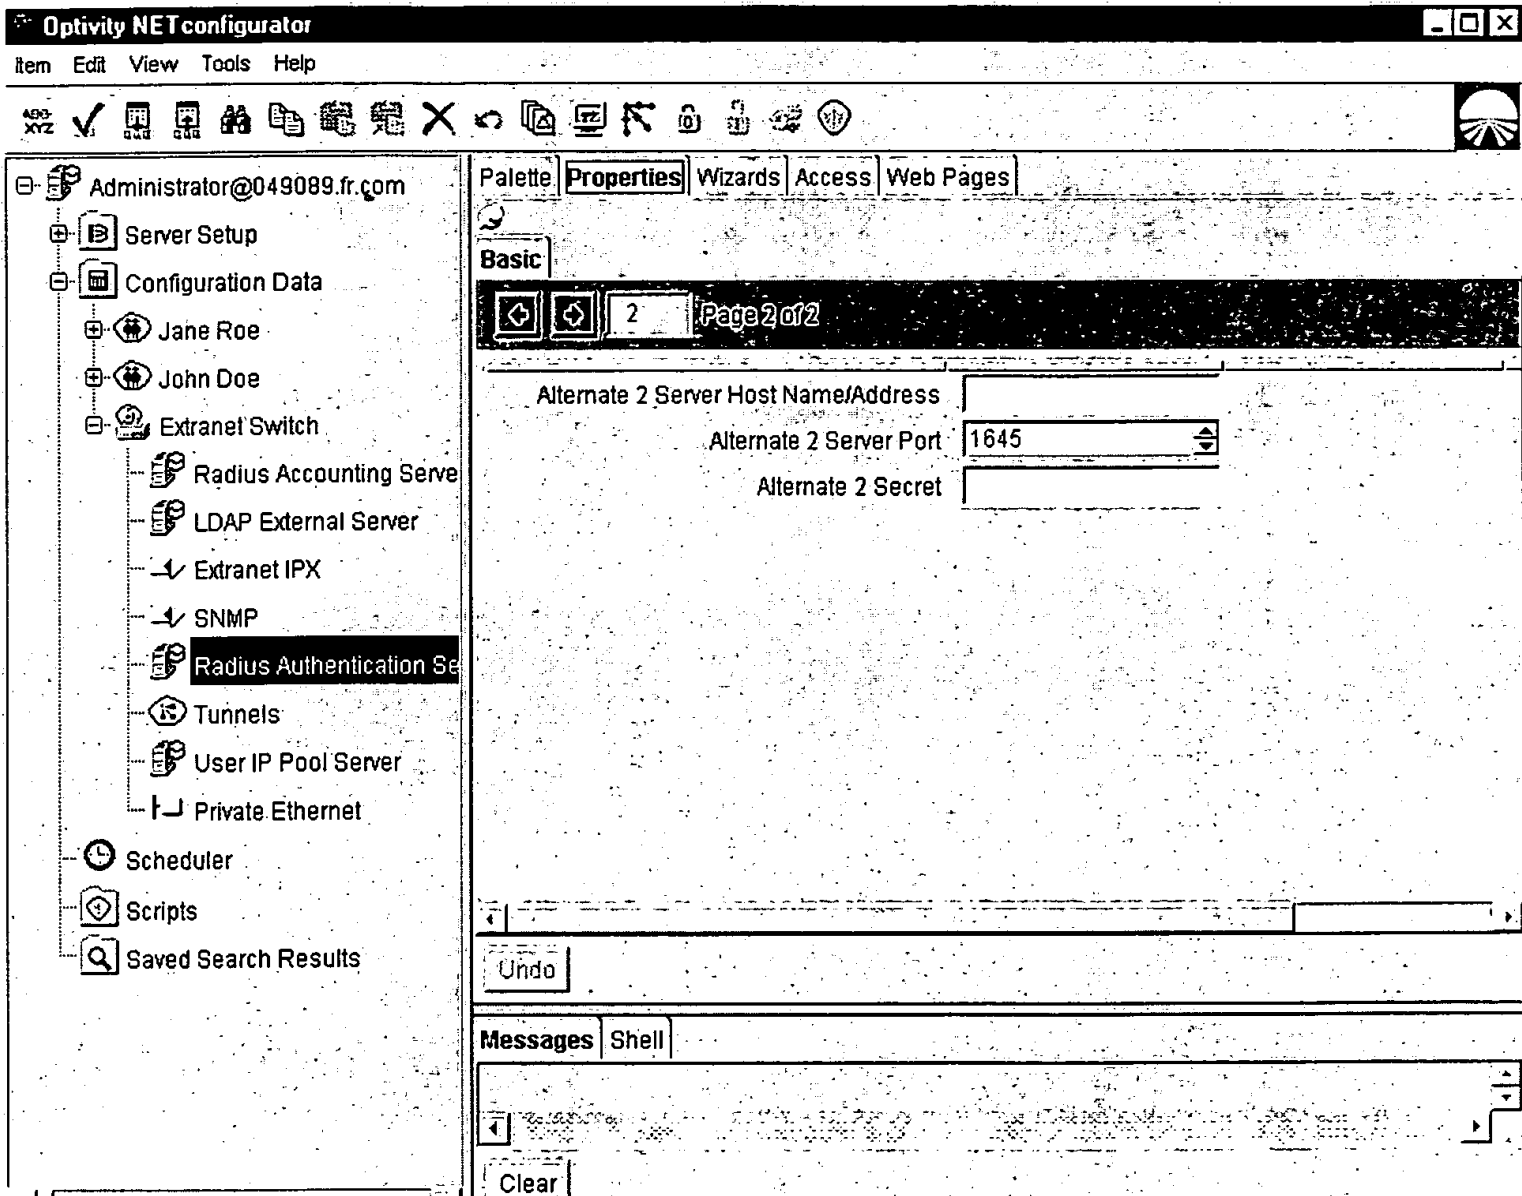 Optivity NETconfigurator
Item Edit View Tools Help
ABC XYZ
Administrator@049089.fr.com
Server Setup
Configuration Data
Jane Roe
John Doe
Extranet Switch
Radius Accounting Serve
LDAP External Server
Extranet IPX
SNMP
Radius Authentication Se
Tunnels
User IP Pool Server
Private Ethernet
Scheduler
Scripts
Saved Search Results
Palette Properties Wizards Access Web Pages
Basic
2 Page 2 of 2
Alternate 2 Server Host Name/Address
Alternate 2 Server Port 1645
Alternate 2 Secret
Undo
Messages Shell
Clear